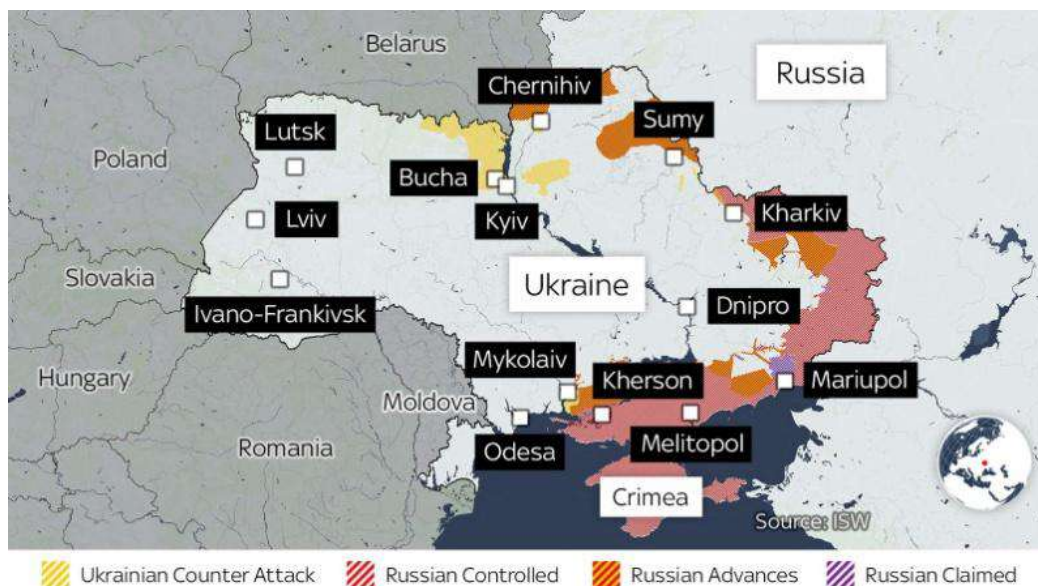 Belarus
Russia
Chernihiv
Sumy
Lutsk
Poland
Bucha
Kharkiv
Lviv
Kyiv
Slovakia
Ukraine
Ivano-Frankivsk
Dnipro
Mykolaiv
Kherson
Mariupol
Hungary
Moldova
Romania
Odesa
Melitopol
Crimea
Source: ISW
Ukrainian Counter Attack
Russian Controlled
Russian Advances
Russian Claimed